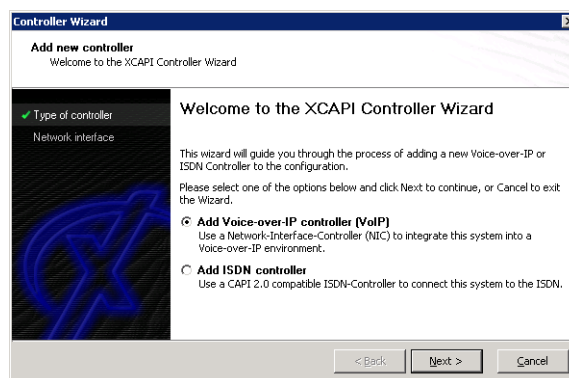 Controller Wizard
Add new controller
Welcome to the XCAPI Controller Wizard
Type of controller
Network interface
Welcome to the XCAPI Controller Wizard
This wizard will guide you through the process of adding a new Voice-over-IP or
ISDN Controller to the configuration.
Please select one of the options below and click Next to continue, or Cancel to exit
the Wizard.
Add Voice-over-IP controller (VoIP)
Use a Network-Interface-Controller (NIC) to integrate this system into a
Voice-over-IP environment.
Add ISDN controller
Use a CAPI 2.0 compatible ISDN-Controller to connect this system to the ISDN.
< Back
Next >
Cancel